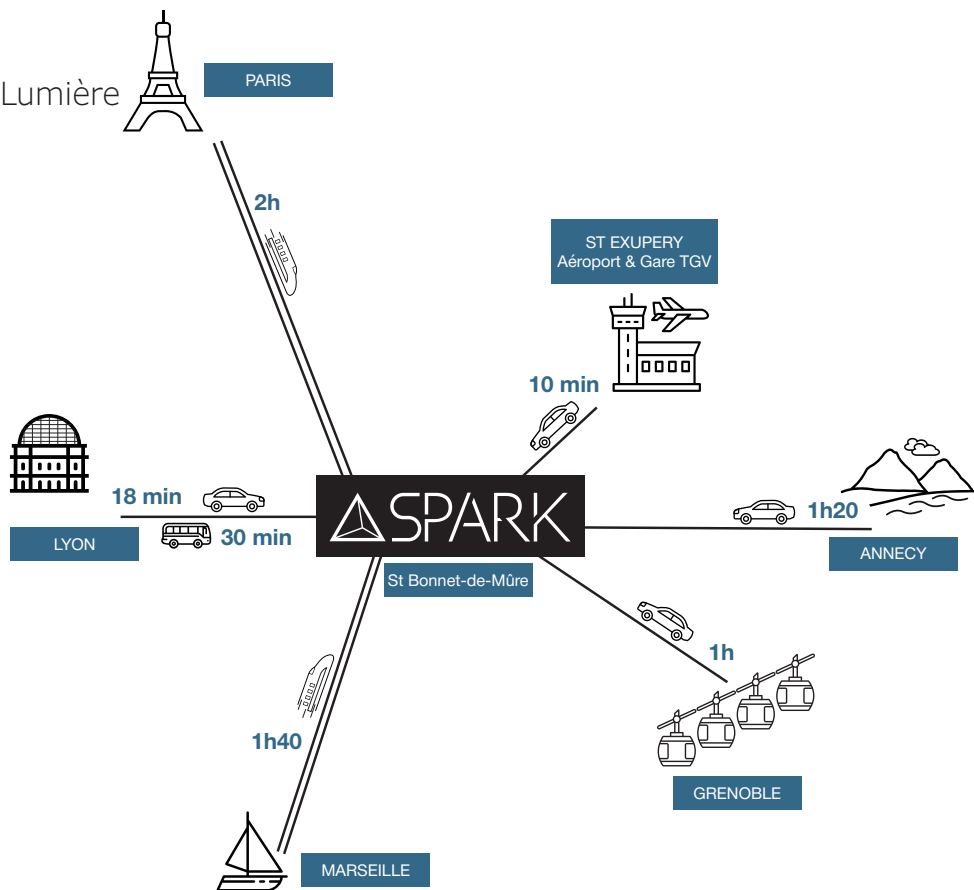 PARIS
Lumière
2h
ST EXUPERY
Aéroport & Gare TGV
10 min
18 min
30 min
LYON
SPARK
St Bonnet-de-Mûre
1h20
ANNECY
1h
GRENOBLE
1h40
MARSEILLE